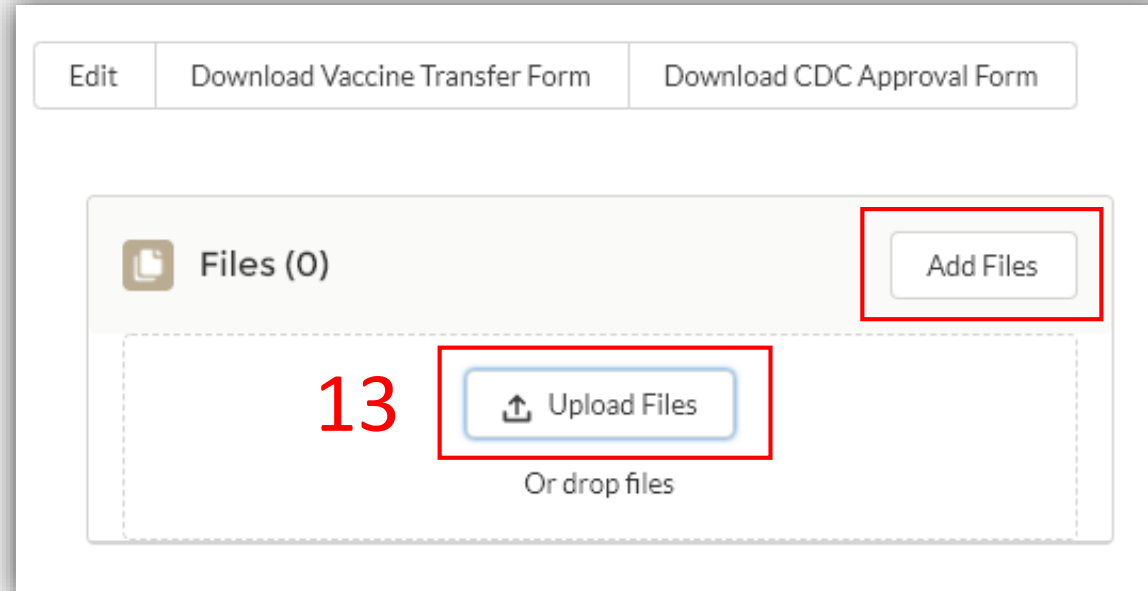 Edit Download Vaccine Transfer Form Download CDC Approval Form
Files (0) Add Files
13 Upload Files
Or drop files